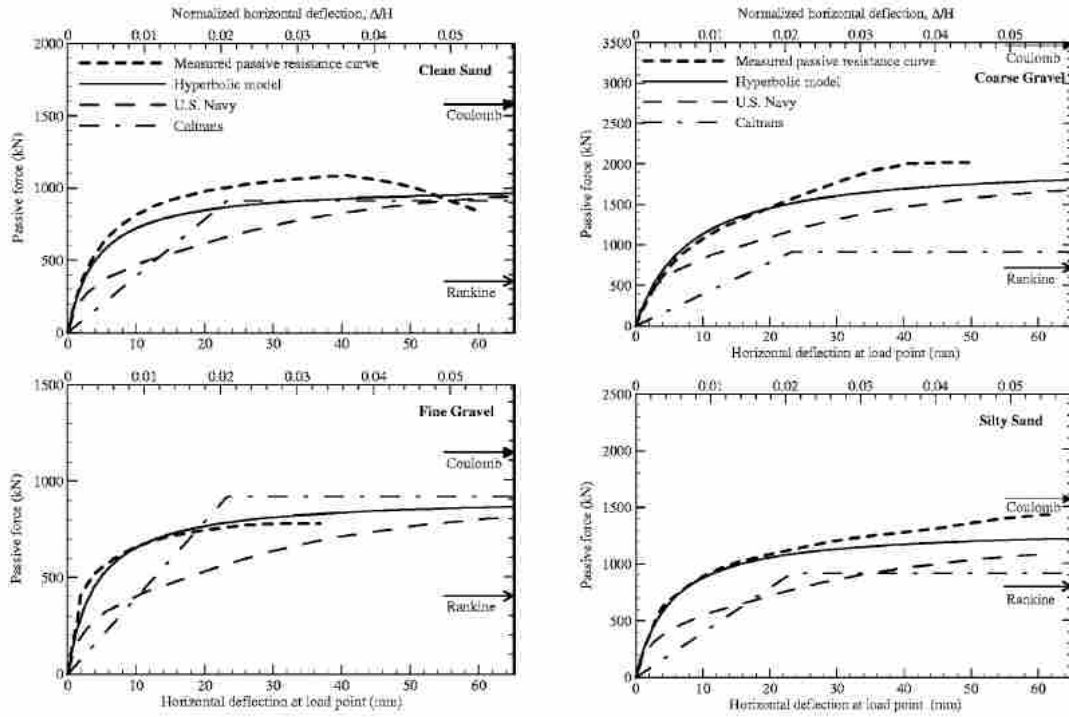 Normalized horizontal deflection, Δ/H
0 0.01 0.02 0.03 0.04 0.05
2000
1500
1000
500
0
Passive force (kN)
Measured passive resistance curve
Hyperbolic model
U.S. Navy
Caltrans
Clean Sand
Coulomb
Rankine
0 10 20 30 40 50 60
Horizontal deflection at load point (mm)
Normalized horizontal deflection, Δ/H
0 0.01 0.02 0.03 0.04 0.05
3500
3000
2500
2000
1500
1000
500
0
Passive force (kN)
Measured passive resistance curve
Hyperbolic model
U.S. Navy
Caltrans
Coulomb
Coarse Gravel
Rankine
0 10 20 30 40 50 60
Horizontal deflection at load point (mm)
0 0.01 0.02 0.03 0.04 0.05
1500
1000
500
0
Passive force (kN)
Fine Gravel
Coulomb
Rankine
0 10 20 30 40 50 60
Horizontal deflection at load point (mm)
0 0.01 0.02 0.03 0.04 0.05
2500
2000
1500
1000
500
0
Passive force (kN)
Silty Sand
Coulomb
Rankine
0 10 20 30 40 50 60
Horizontal deflection at load point (mm)